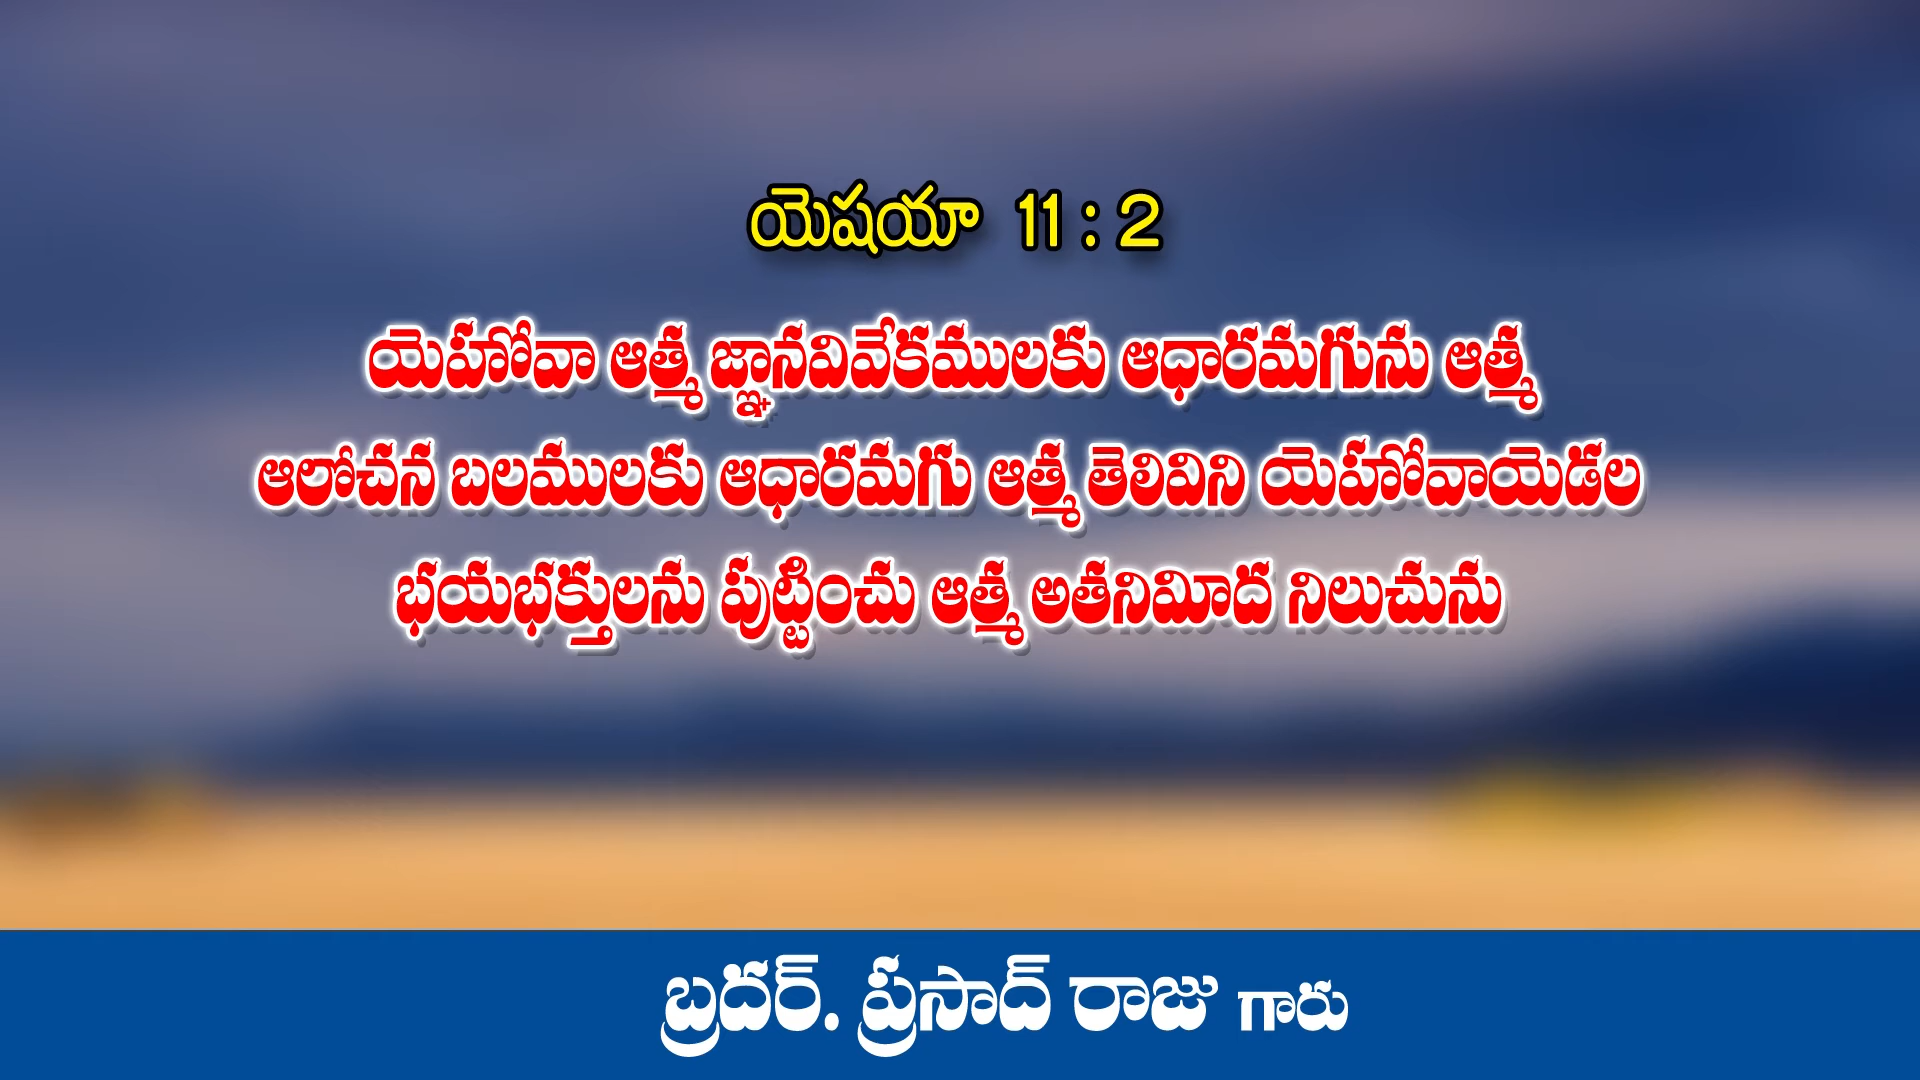 యెషయా 11 : 2
యెహోవా ఆత్మ జ్ఞానవివేకములకు ఆధారమగును ఆత్మ
ఆలోచన బలములకు ఆధారమగు ఆత్మ తెలివిని యెహోవాయెడల
భయభక్తులను పుట్టించు ఆత్మ అతనిమీద నిలుచును
బ్రదర్. ప్రసాద్ రాజు గారు